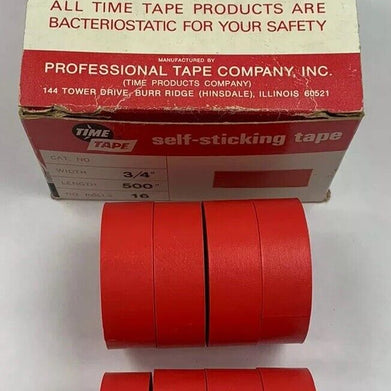 ALL TIME TAPE PRODUCTS ARE
BACTERIOSTATIC FOR YOUR SAFETY
MANUFACTURED BY
PROFESSIONAL TAPE COMPANY, INC.
(TIME PRODUCTS COMPANY)
144 TOWER DRIVE, BURR RIDGE (HINSDALE), ILLINOIS 60521
TIME
TAPE
self-sticking tape
CAT. NO
WIDTH 3/4"
LENGTH 500"
NO ROLLS 16